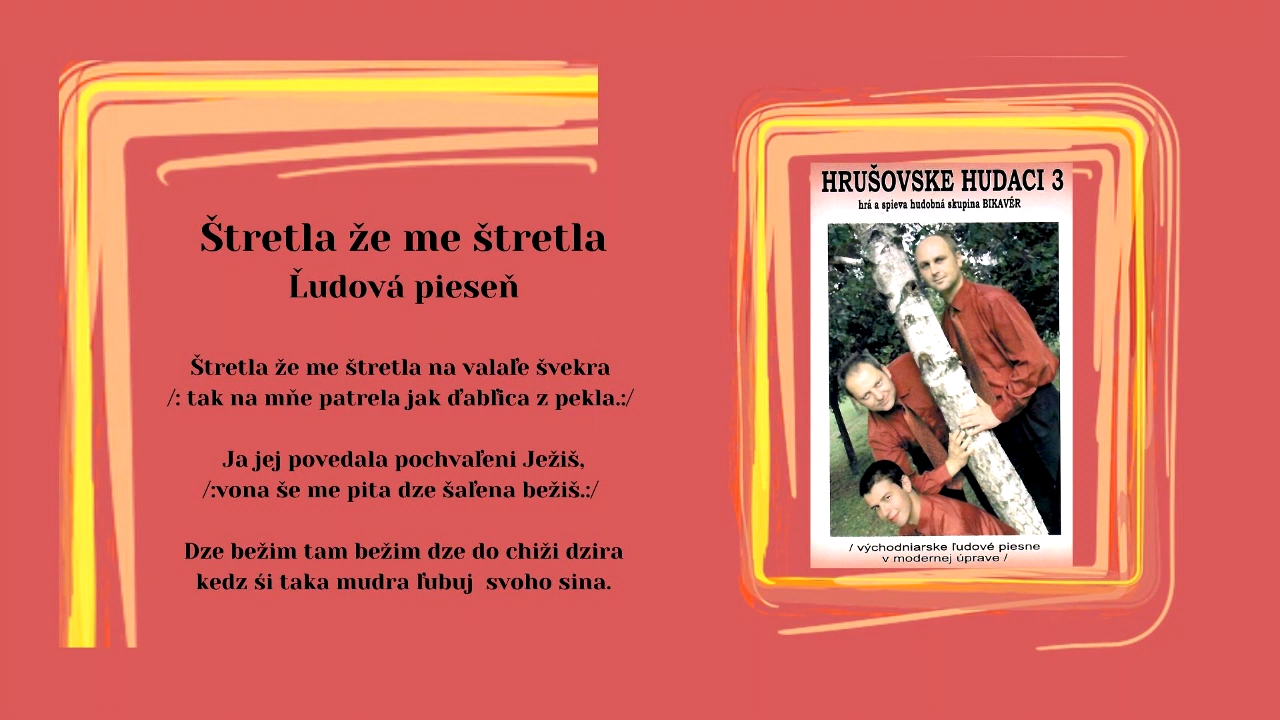 Štretla že me štretla
Ľudová pieseň
Štretla že me štretla na valaľe švekra
/: tak na mňe patrela jak ďabľica z pekla.:/
Ja jej povedala pochvaľeni Ježiš,
/:vona še me pita dze šaľena bežiš.:/
Dze bežim tam bežim dze do chiži dzira
kedz śi taka mudra ľubuj svoho sina.
HRUŠOVSKE HUDACI 3
hrá a spieva hudobná skupina BIKAVÉR
/ východniarske ľudové piesne
v modernej úprave /